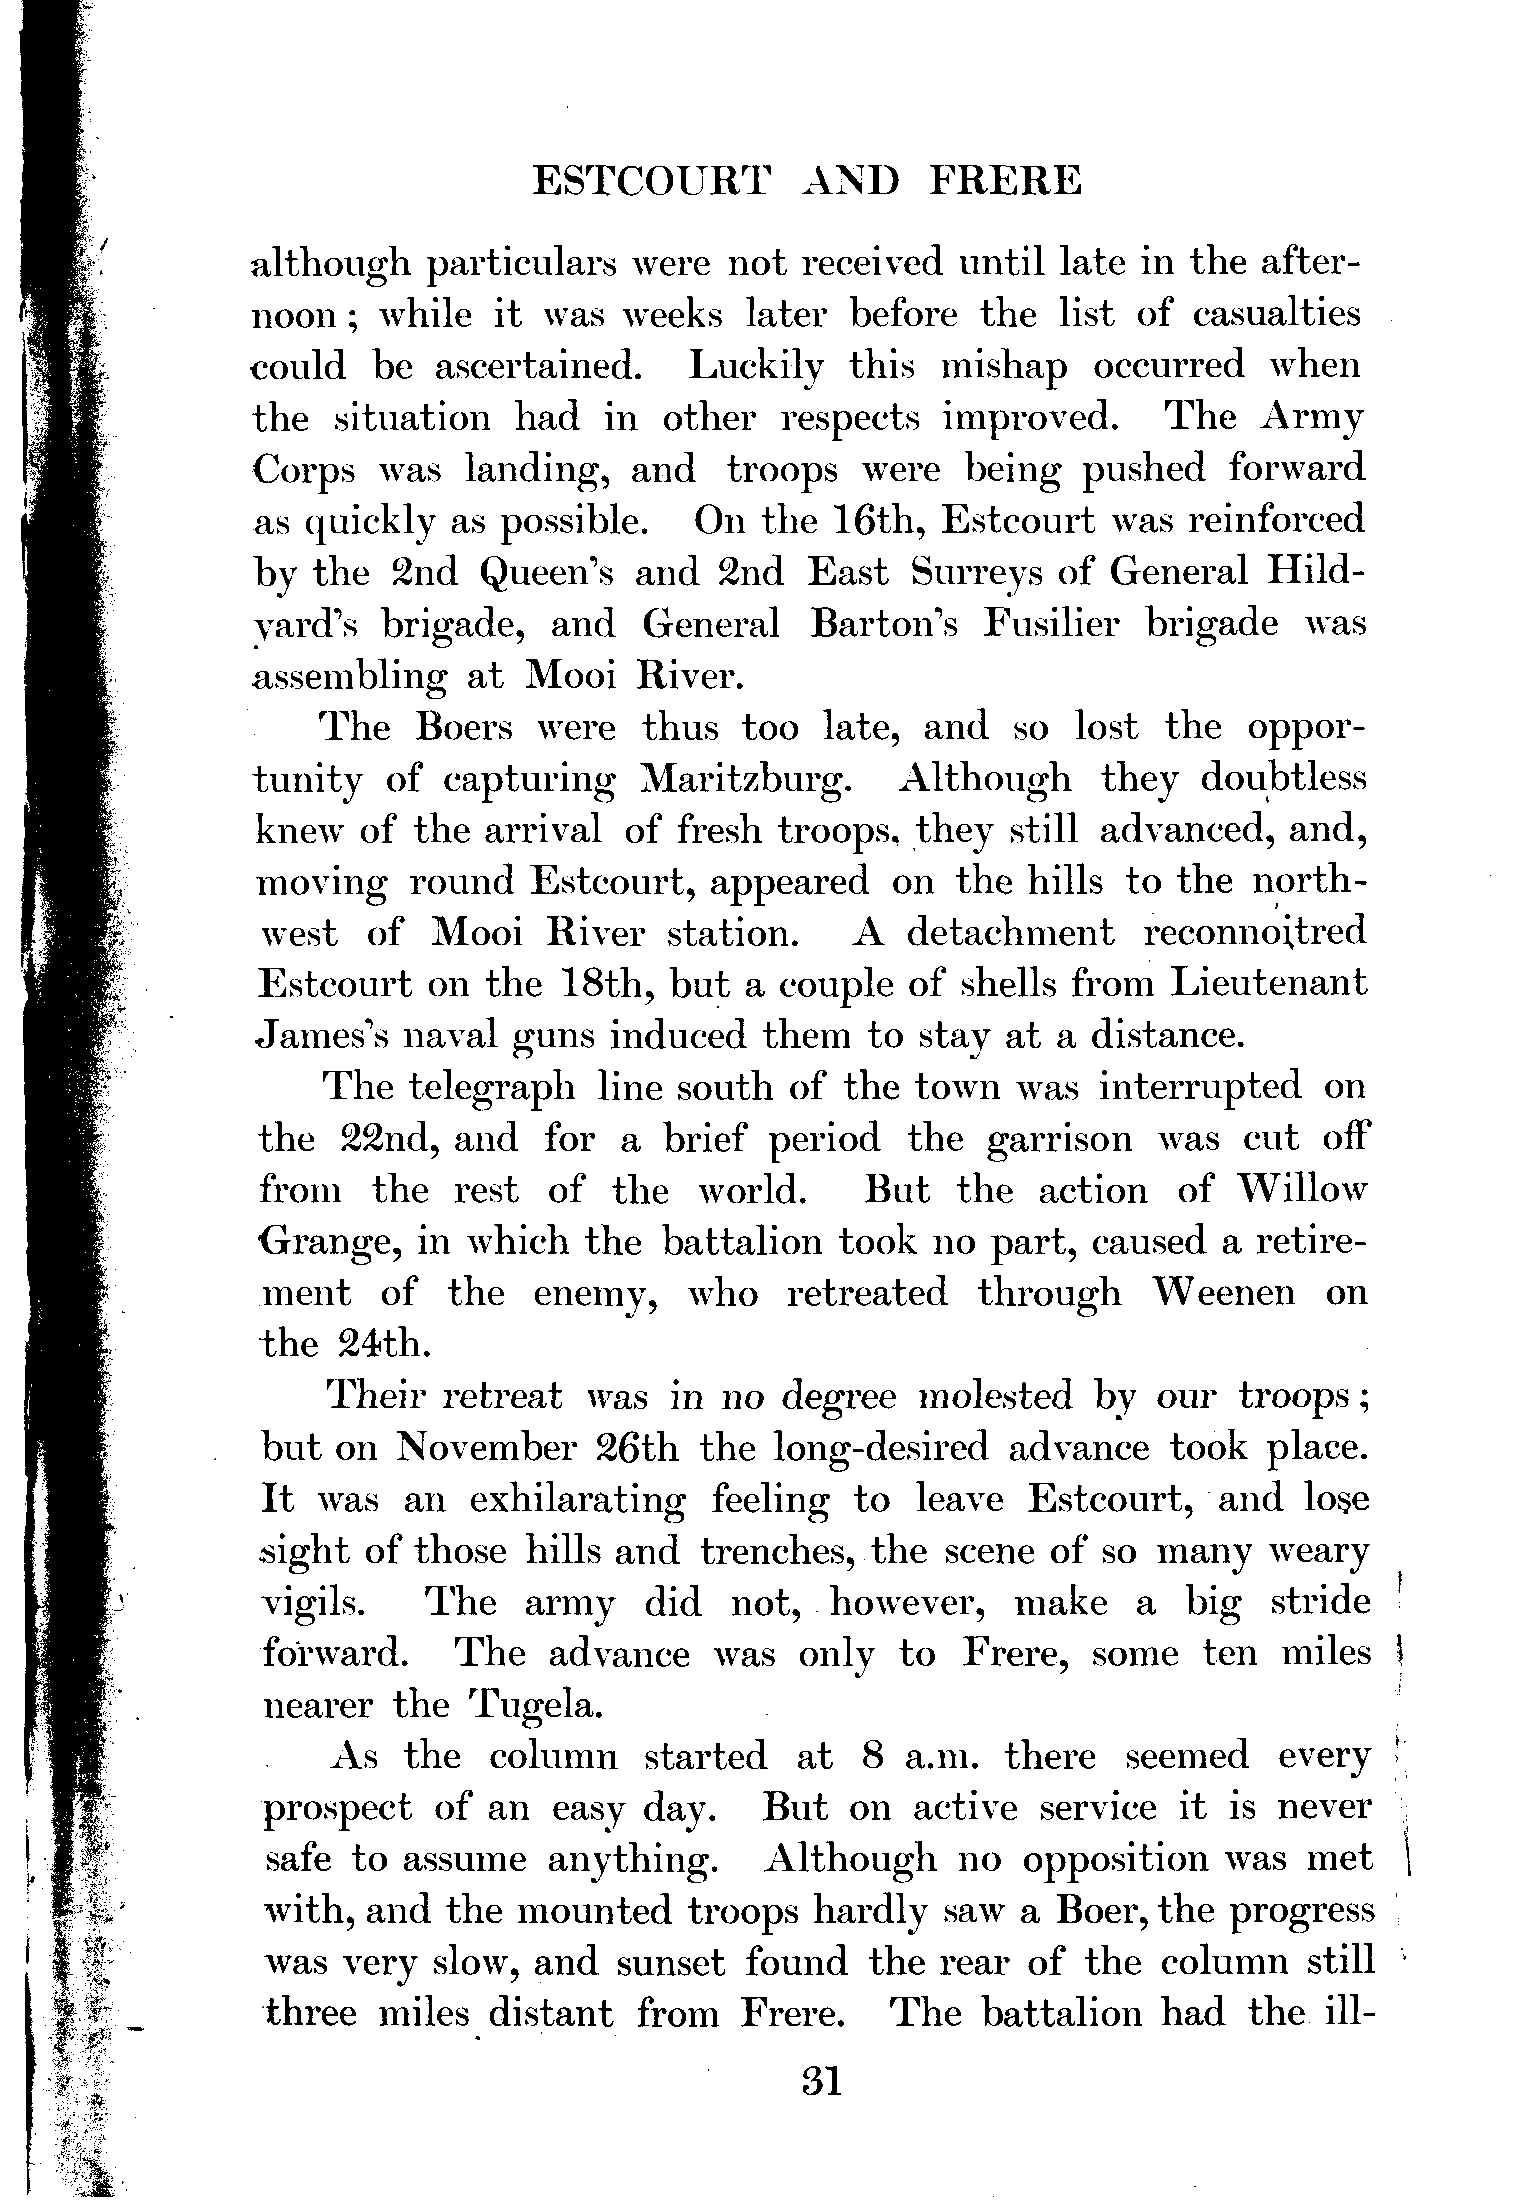 ESTCOURT AND FRERE
although particulars were not received until late in the after-
noon ; while it was weeks later before the list of casualties
could be ascertained. Luckily this mishap occurred when
the situation had in other respects improved. The Army
Corps was landing, and troops were being pushed forward
as quickly as possible. On the 16th, Estcourt was reinforced
by the 2nd Queen's and 2nd East Surreys of General Hild-
yard's brigade, and General Barton's Fusilier brigade was
assembling at Mooi River.
The Boers were thus too late, and so lost the oppor-
tunity of capturing Maritzburg. Although they doubtless
knew of the arrival of fresh troops, they still advanced, and,
moving round Estcourt, appeared on the hills to the north-
west of Mooi River station. A detachment reconnoitred
Estcourt on the 18th, but a couple of shells from Lieutenant
James's naval guns induced them to stay at a distance.
The telegraph line south of the town was interrupted on
the 22nd, and for a brief period the garrison was cut off
from the rest of the world. But the action of Willow
Grange, in which the battalion took no part, caused a retire-
ment of the enemy, who retreated through Weenen on
the 24th.
Their retreat was in no degree molested by our troops ;
but on November 26th the long-desired advance took place.
It was an exhilarating feeling to leave Estcourt, and lose
sight of those hills and trenches, the scene of so many weary
vigils. The army did not, however, make a big stride
forward. The advance was only to Frere, some ten miles
nearer the Tugela.
As the column started at 8 a.m. there seemed every
prospect of an easy day. But on active service it is never
safe to assume anything. Although no opposition was met
with, and the mounted troops hardly saw a Boer, the progress
was very slow, and sunset found the rear of the column still
three miles distant from Frere. The battalion had the ill-
31